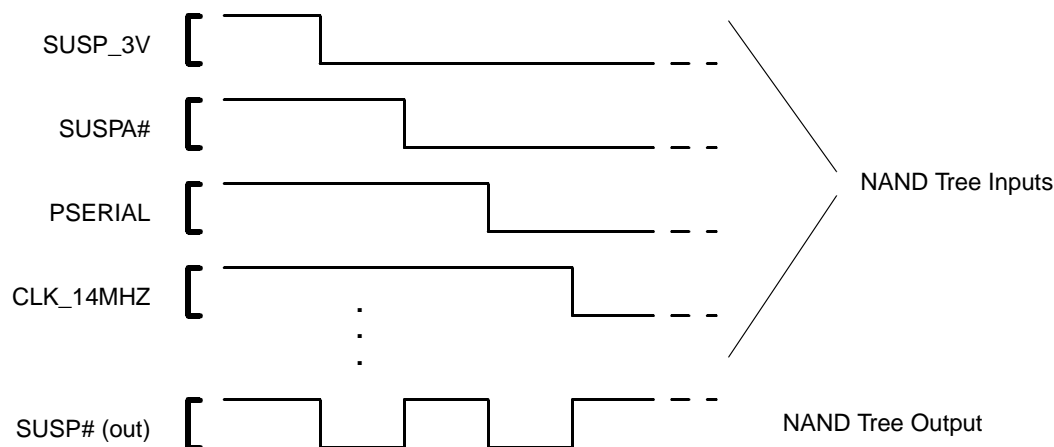 SUSP_3V
SUSPA#
PSERIAL
NAND Tree Inputs
CLK_14MHZ
SUSP# (out)
NAND Tree Output